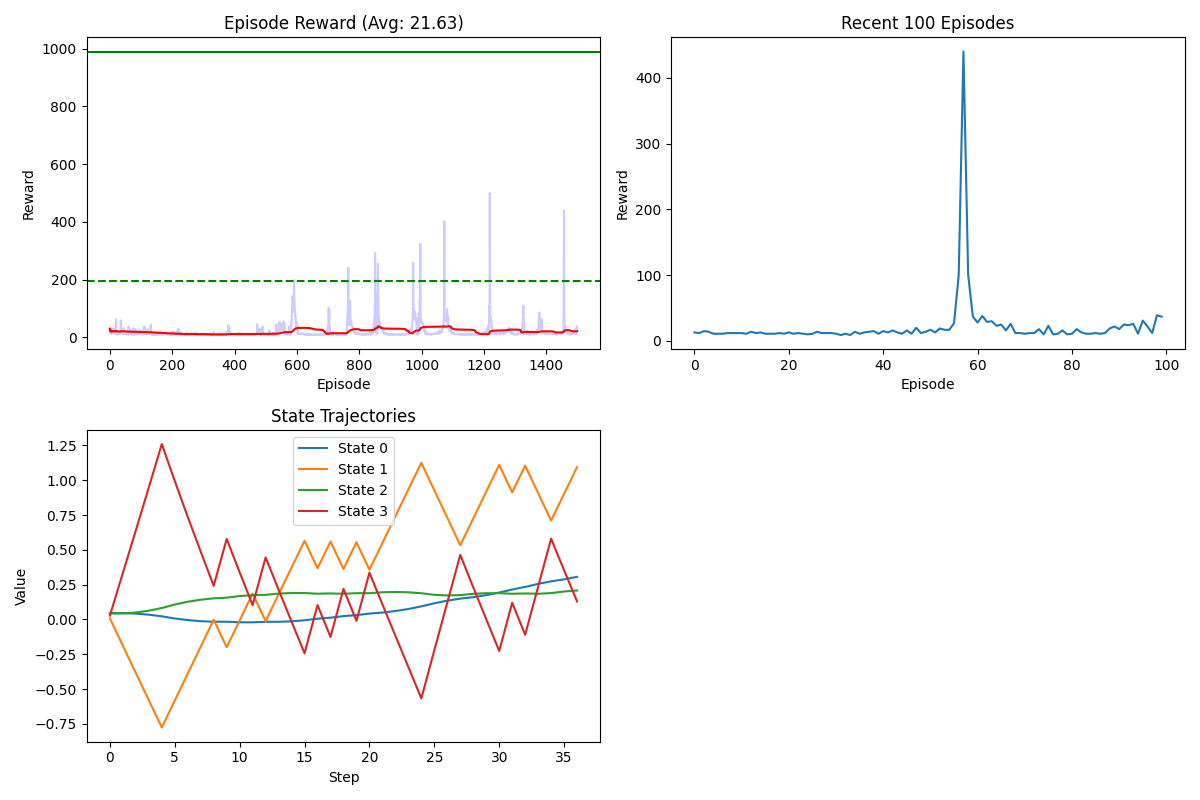 Episode Reward (Avg: 21.63)
Reward
1000
800
600
400
200
0
0 200 400 600 800 1000 1200 1400
Episode
Recent 100 Episodes
Reward
400
300
200
100
0
0 20 40 60 80 100
Episode
State Trajectories
Value
1.25
1.00
0.75
0.50
0.25
0.00
−0.25
−0.50
−0.75
State 0
State 1
State 2
State 3
0 5 10 15 20 25 30 35
Step